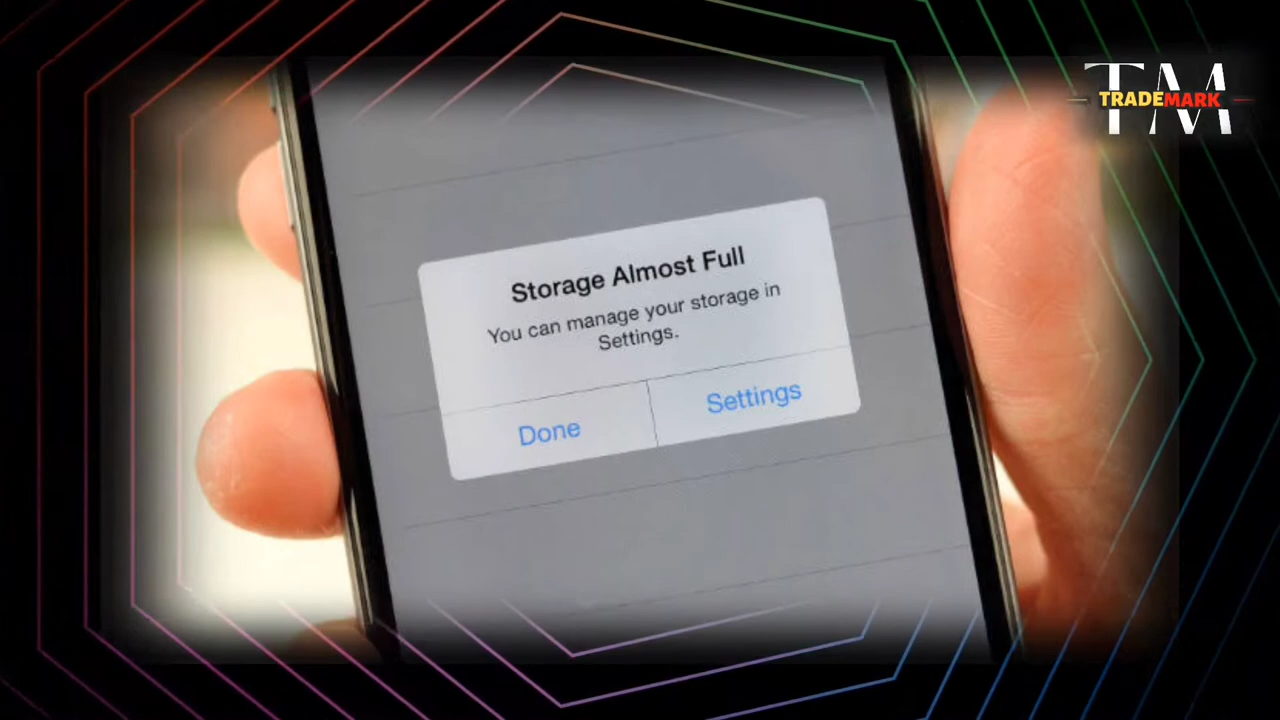 TM
TRADEMARK
Storage Almost Full
You can manage your storage in
Settings.
Done
Settings